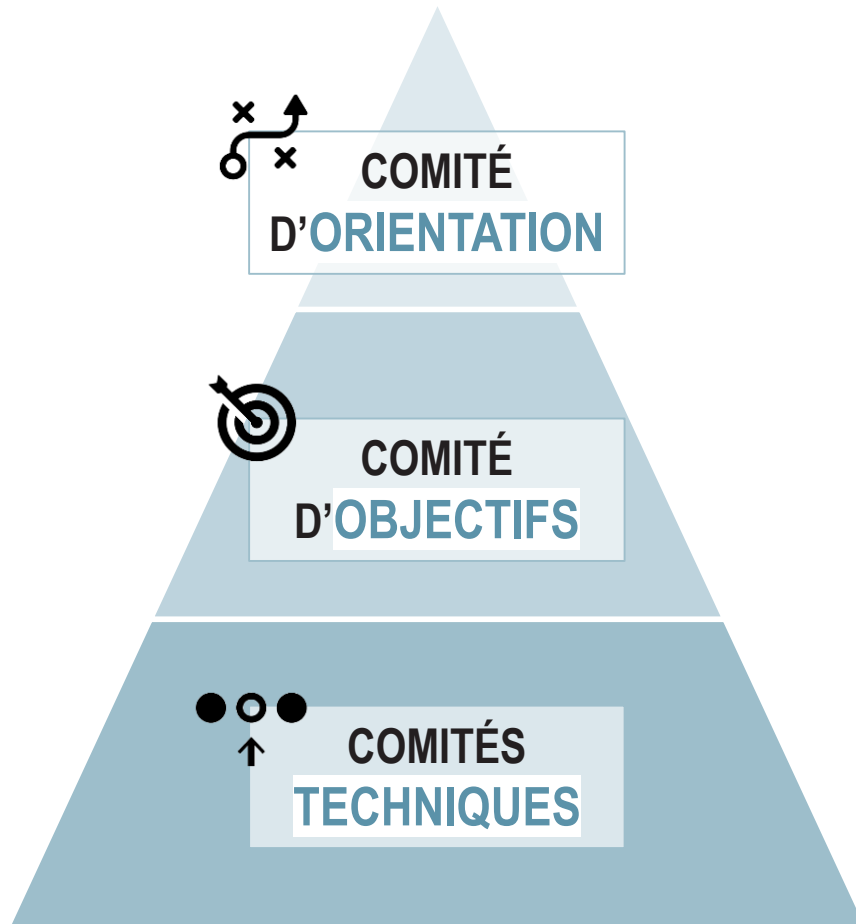 COMITÉ
D’ORIENTATION
COMITÉ
D’OBJECTIFS
COMITÉS
TECHNIQUES